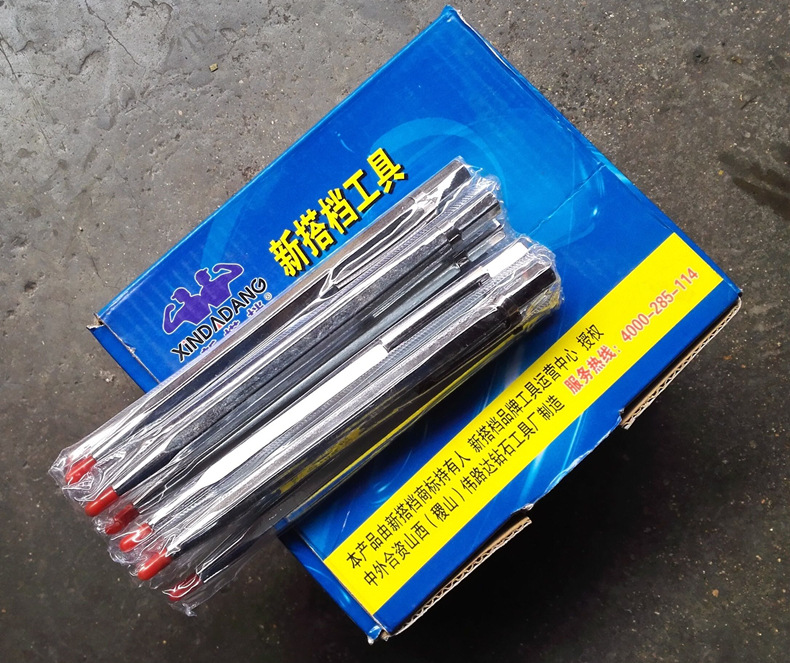 新搭档工具
XINDADANG
®
本产品由新搭档商标持有人 新搭档品牌工具运营中心 授权
中外合资山西（稷山）伟路达钻石工具厂制造 服务热线：4000-285-114